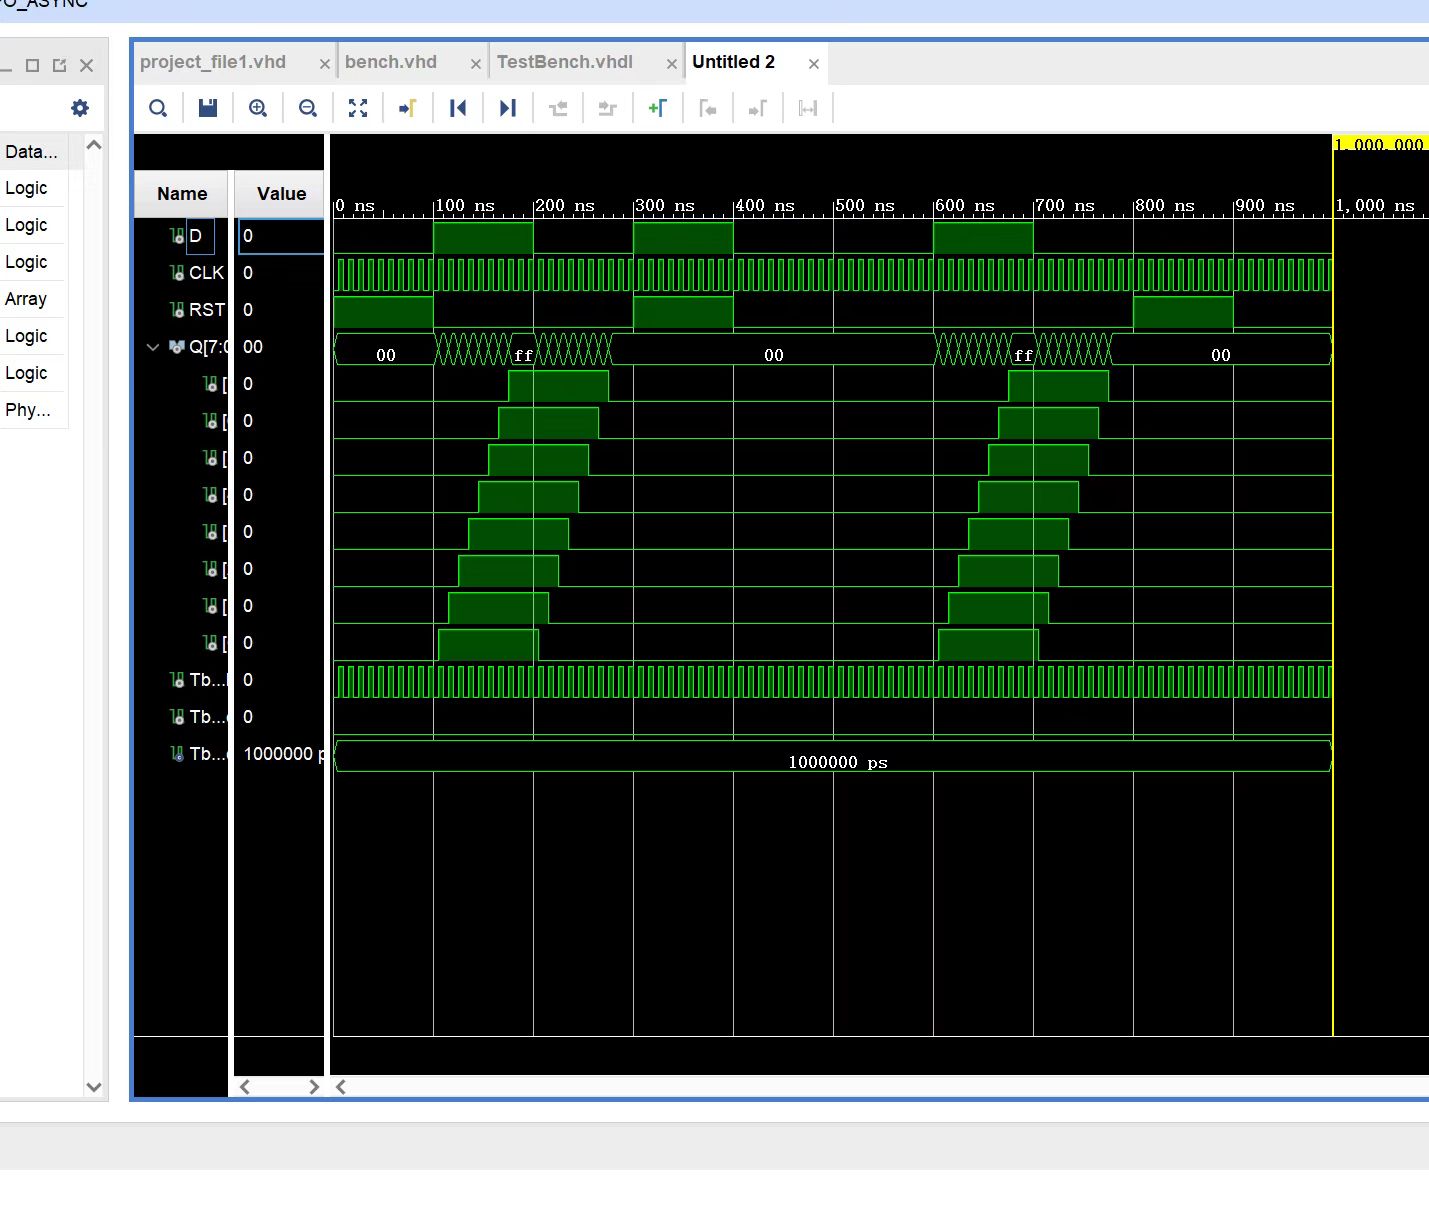 O_ASYNC
project_file1.vhd
bench.vhd
TestBench.vhdl
Untitled 2
Data...
Logic
Logic
Logic
Array
Logic
Logic
Phy...
1,000,000
Name
Value
0 ns
100 ns
200 ns
300 ns
400 ns
500 ns
600 ns
700 ns
800 ns
900 ns
1,000 ns
D
0
CLK
0
RST
0
Q[7:0
00
00
ff
00
ff
00
[
0
[
0
[
0
[
0
[
0
[
0
[
0
[
0
Tb...
0
Tb...
0
Tb...
1000000 p
1000000 ps